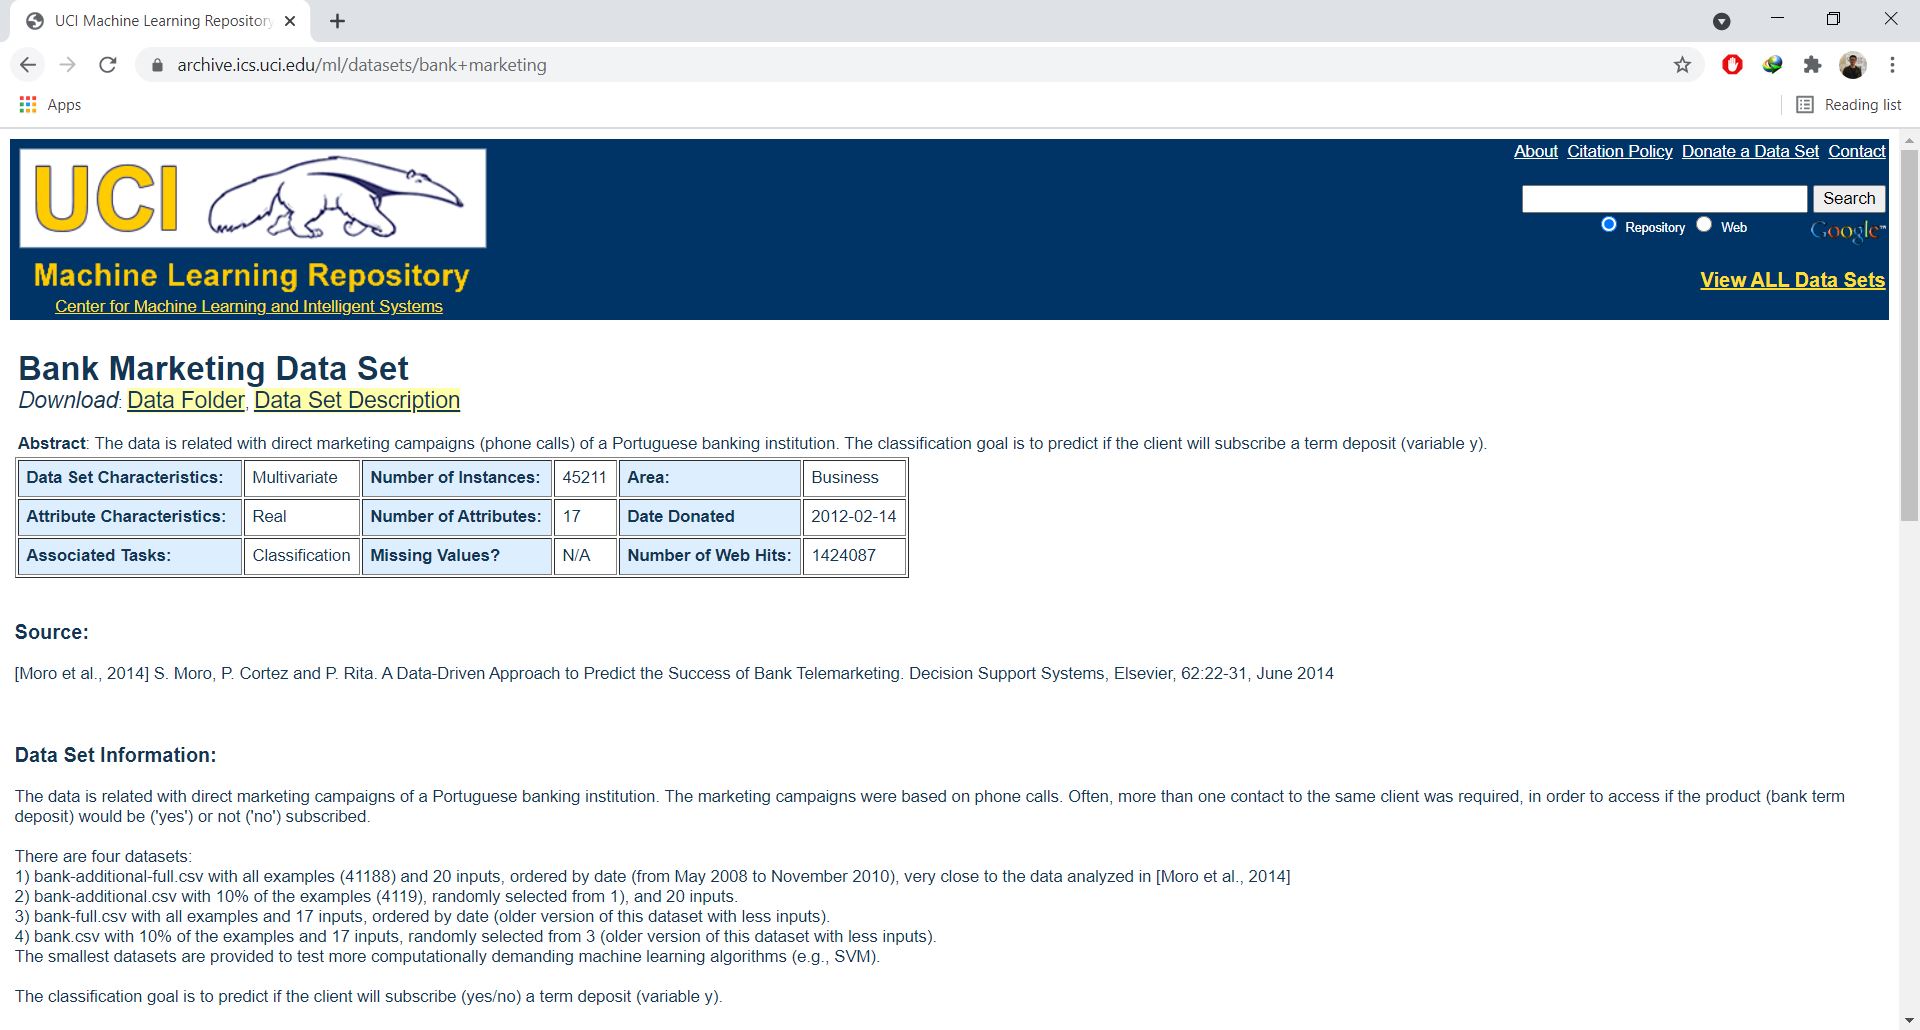 UCI Machine Learning Repository
archive.ics.uci.edu/ml/datasets/bank+marketing
Apps
Reading list
UCI
About Citation Policy Donate a Data Set Contact
Search
Repository Web Google™
Machine Learning Repository
View ALL Data Sets
Center for Machine Learning and Intelligent Systems
Bank Marketing Data Set
Download: Data Folder, Data Set Description
Abstract: The data is related with direct marketing campaigns (phone calls) of a Portuguese banking institution. The classification goal is to predict if the client will subscribe a term deposit (variable y).
Data Set Characteristics: Multivariate Number of Instances: 45211 Area: Business
Attribute Characteristics: Real Number of Attributes: 17 Date Donated 2012-02-14
Associated Tasks: Classification Missing Values? N/A Number of Web Hits: 1424087
Source:
[Moro et al., 2014] S. Moro, P. Cortez and P. Rita. A Data-Driven Approach to Predict the Success of Bank Telemarketing. Decision Support Systems, Elsevier, 62:22-31, June 2014
Data Set Information:
The data is related with direct marketing campaigns of a Portuguese banking institution. The marketing campaigns were based on phone calls. Often, more than one contact to the same client was required, in order to access if the product (bank term
deposit) would be ('yes') or not ('no') subscribed.
There are four datasets:
1) bank-additional-full.csv with all examples (41188) and 20 inputs, ordered by date (from May 2008 to November 2010), very close to the data analyzed in [Moro et al., 2014]
2) bank-additional.csv with 10% of the examples (4119), randomly selected from 1), and 20 inputs.
3) bank-full.csv with all examples and 17 inputs, ordered by date (older version of this dataset with less inputs).
4) bank.csv with 10% of the examples and 17 inputs, randomly selected from 3 (older version of this dataset with less inputs).
The smallest datasets are provided to test more computationally demanding machine learning algorithms (e.g., SVM).
The classification goal is to predict if the client will subscribe (yes/no) a term deposit (variable y).